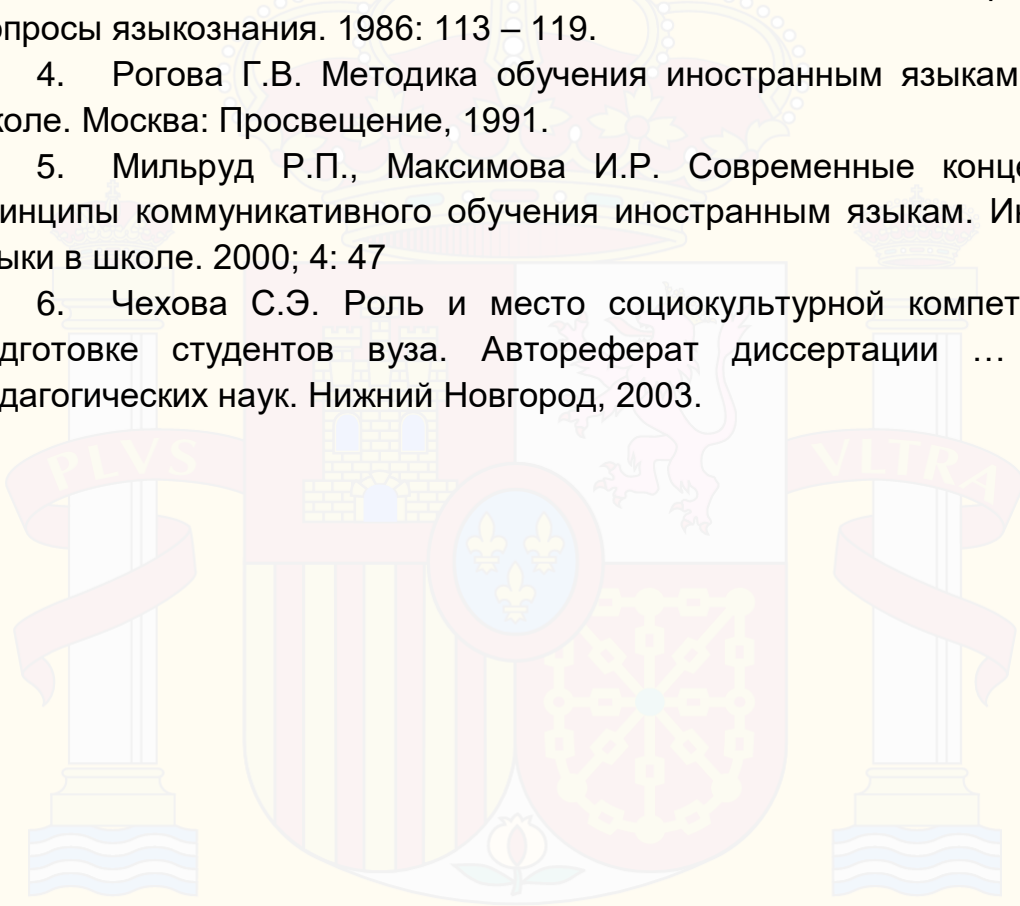 опросы языкознания. 1986: 113 – 119.
4. Рогова Г.В. Методика обучения иностранным языкам
коле. Москва: Просвещение, 1991.
5. Мильруд Р.П., Максимова И.Р. Современные конце
инципы коммуникативного обучения иностранным языкам. Ин
ыки в школе. 2000; 4: 47
6. Чехова С.Э. Роль и место социокультурной компет
дготовке студентов вуза. Автореферат диссертации …
дагогических наук. Нижний Новгород, 2003.
PLVS VLTRA